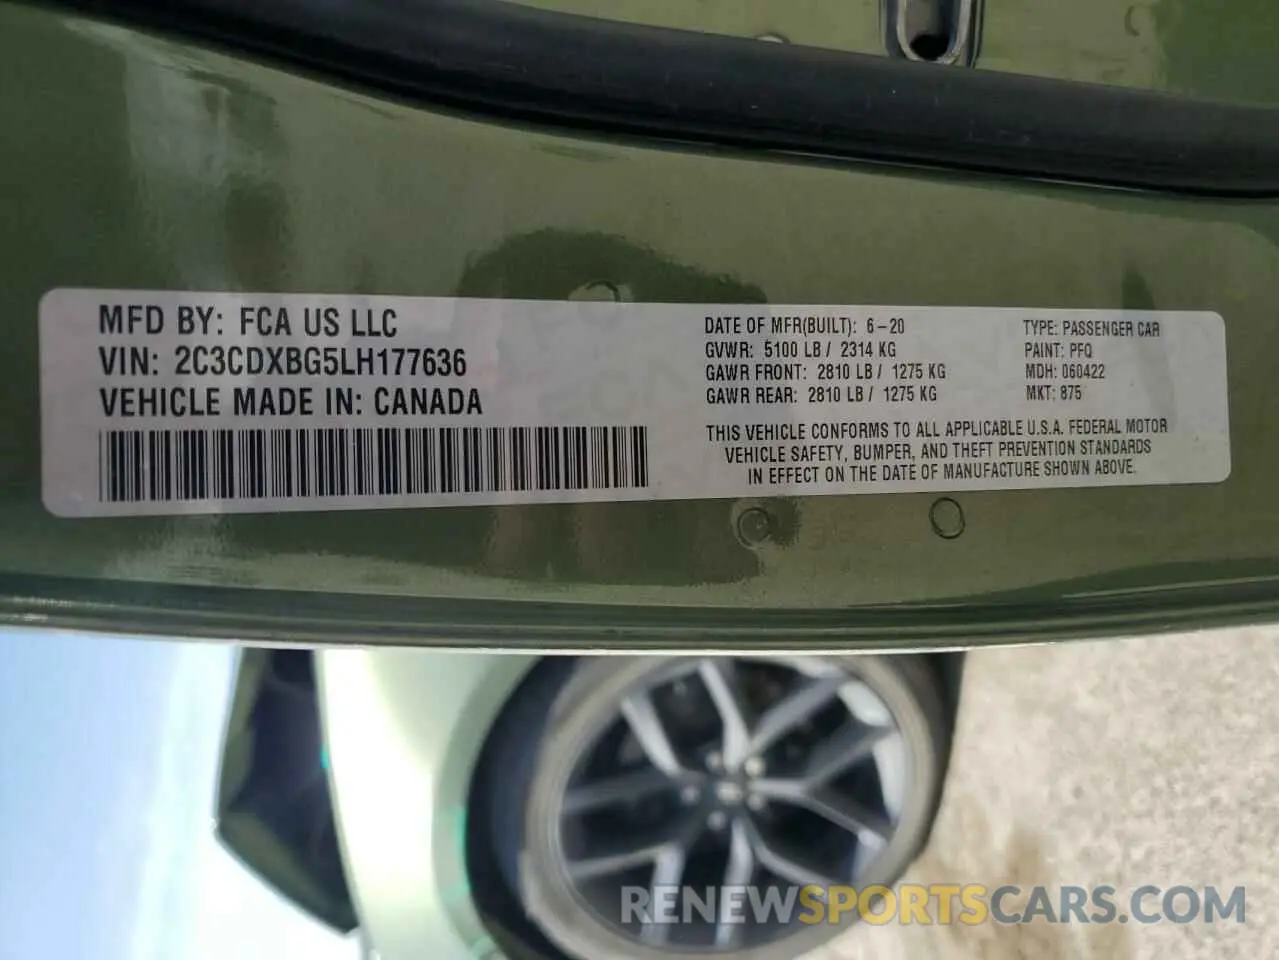 MFD BY: FCA US LLC
VIN: 2C3CDXBG5LH177636
VEHICLE MADE IN: CANADA
DATE OF MFR(BUILT): 6-20
GVWR: 5100 LB / 2314 KG
GAWR FRONT: 2810 LB / 1275 KG
GAWR REAR: 2810 LB / 1275 KG
TYPE: PASSENGER CAR
PAINT: PFQ
MDH: 060422
MKT: 875
THIS VEHICLE CONFORMS TO ALL APPLICABLE U.S.A. FEDERAL MOTOR
VEHICLE SAFETY, BUMPER, AND THEFT PREVENTION STANDARDS
IN EFFECT ON THE DATE OF MANUFACTURE SHOWN ABOVE.
RENEWSPORTSCARS.COM